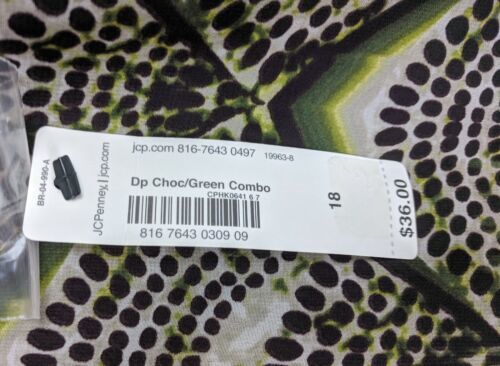 BR-04-990-A
JCPenney | jcp.com
jcp.com 816-7643 0497 19963-8
Dp Choc/Green Combo
CPHK0641 6 7
816 7643 0309 09
18
$36.00